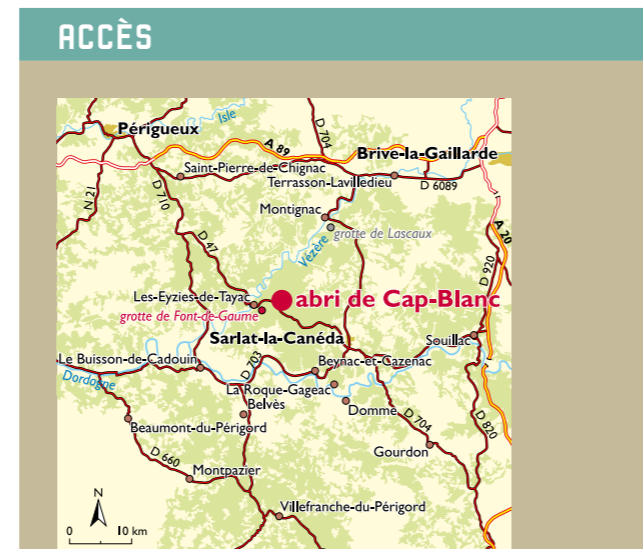 ACCÈS
Isle
Périgueux
D 704
A 89
Brive-la-Gaillarde
Saint-Pierre-de-Chignac
Terrasson-Lavilledieu
D 6089
N 21
D 710
Montignac
grotte de Lascaux
A 20
D 47
Vézère
D 920
Les-Eyzies-de-Tayac
abri de Cap-Blanc
grotte de Font-de-Gaume
Sarlat-la-Canéda
Souillac
Le Buisson-de-Cadouin
D 703
Beynac-et-Cazenac
Dordogne
La Roque-Gageac
Belvès
Domme
D 704
D 820
Beaumont-du-Périgord
Gourdon
D 660
Montpazier
N
Villefranche-du-Périgord
0 10 km